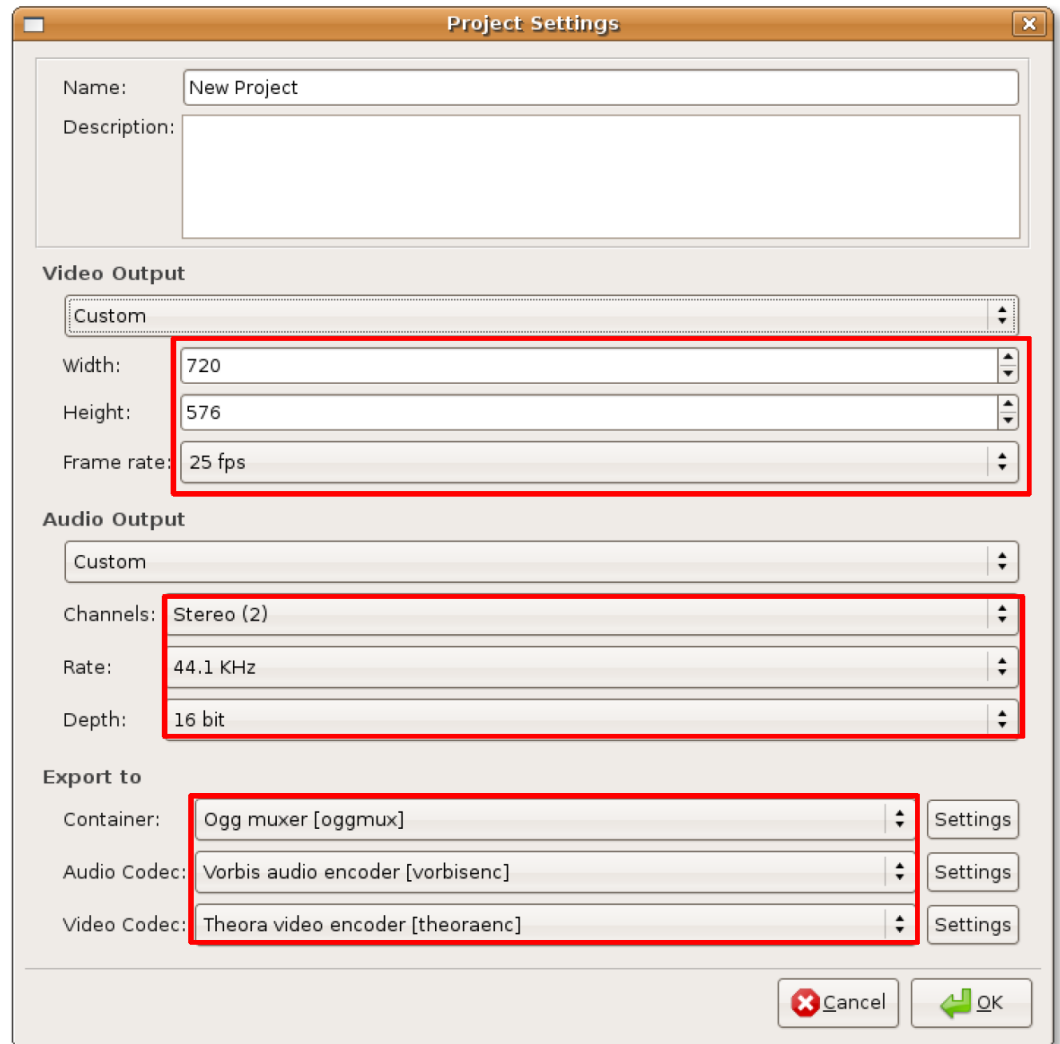 Project Settings
Name: New Project
Description:
Video Output
Custom
Width: 720
Height: 576
Frame rate: 25 fps
Audio Output
Custom
Channels: Stereo (2)
Rate: 44.1 KHz
Depth: 16 bit
Export to
Container: Ogg muxer [oggmux] Settings
Audio Codec: Vorbis audio encoder [vorbisenc] Settings
Video Codec: Theora video encoder [theoraenc] Settings
Cancel OK